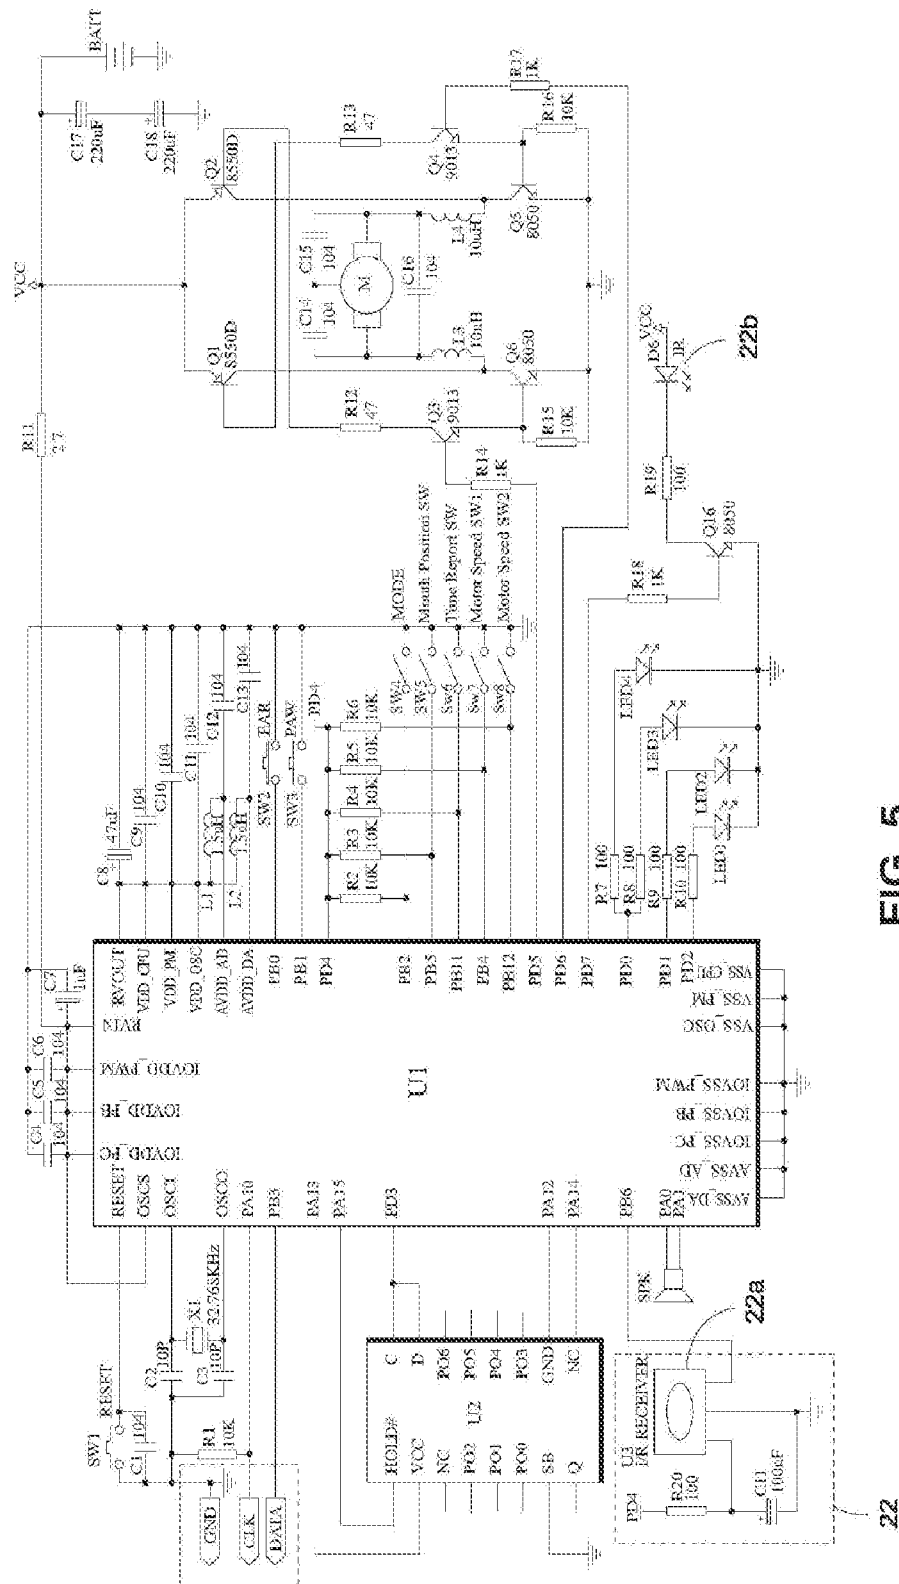 BATT
C17
220uF
C18
220uF
VCC
Q2
8550D
Q1
8550D
R13
47
R17
1K
Q4
9013
R16
10K
C15
104
C14
104
M
C16
104
L4
10uH
L3
10uH
Q5
8050
Q6
8050
R11
R12
47
Q3
9013
R15
10K
R14
1K
VCC
D6
IR
22b
R19
100
Q16
8050
R18
1K
MODE
Mouth Position SW
Tune Report SW
Motor Speed SW1
Motor Speed SW2
SW4
SW5
SW6
SW7
SW8
C8
47uF
C9
104
C10
104
C11
104
C12
104
C13
104
L1
L2
SW2
EAR
SW3
PAW
PD4
R2
10K
R3
10K
R4
10K
R5
10K
R6
10K
LED4
LED3
LED2
R7
100
R8
100
R9
100
R10
100
FIG. 5
C7
1uF
C6
104
C5
104
C4
104
RVOUT
VDD_CPU
VDD_PM
VDD_OSC
AVDD_AD
AVDD_DA
PB0
PB1
PD4
PB2
PB5
PB11
PB4
PB12
PD5
PD6
PD7
PD0
PD1
PD2
RVIN
IOVDD_PWM
IOVDD_PB
IOVDD_PC
U1
VSS_CPU
VSS_PM
VSS_OSC
IOVSS_PWM
IOVSS_PB
IOVSS_PC
AVSS_AD
AVSS_DA
RESET
OSCS
OSCI
OSCO
PA10
PB3
PA13
PA15
PD3
PA12
PA14
PB6
PA0
PA1
SPK
SW1
RESET
C1
104
C2
10P
C3
10P
X1
32.768KHz
R1
10K
GND
CLK
DATA
C
D
PO6
PO5
PO4
PO3
GND
NC
U2
HOLD#
VCC
NC
PO2
PO1
PO0
SB
Q
22a
U3
I/R RECEIVER
PD4
R20
100
100uF
22